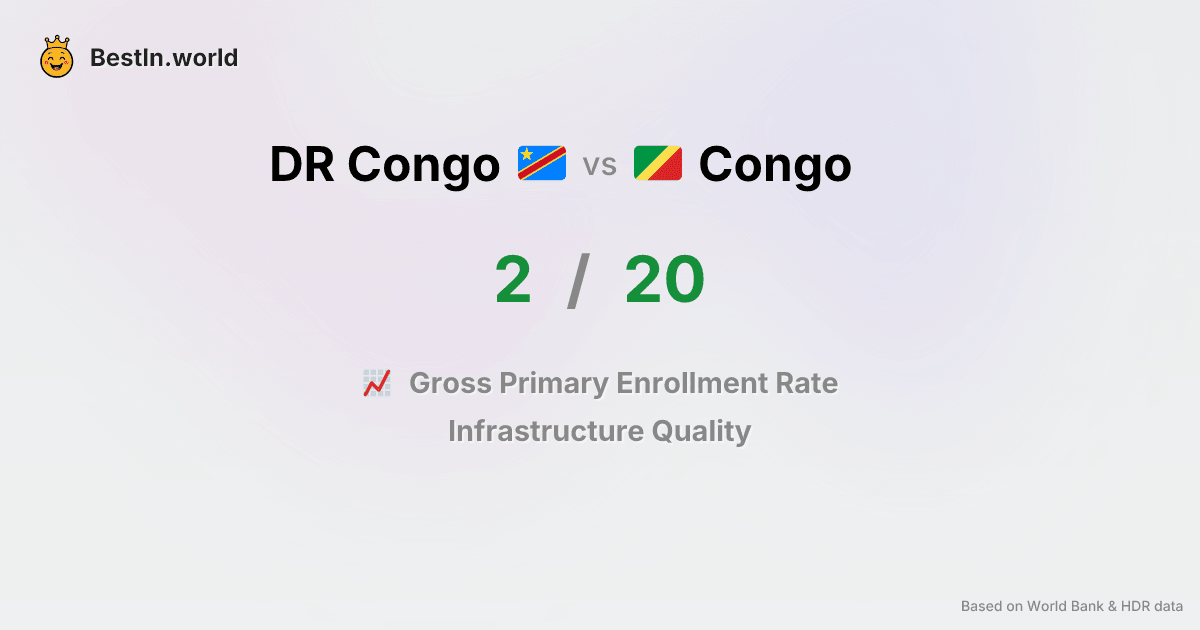 BestIn.world
DR Congo vs Congo
2 / 20
Gross Primary Enrollment Rate
Infrastructure Quality
Based on World Bank & HDR data